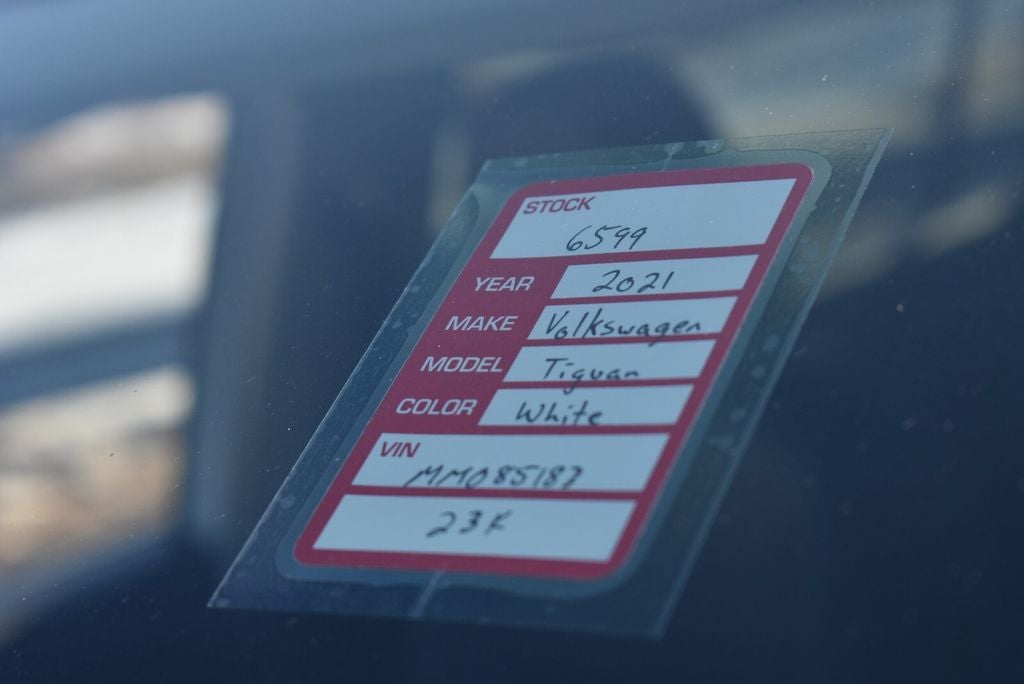 STOCK
6599
YEAR 2021
MAKE Volkswagen
MODEL Tiguan
COLOR White
VIN
MM085187
23K